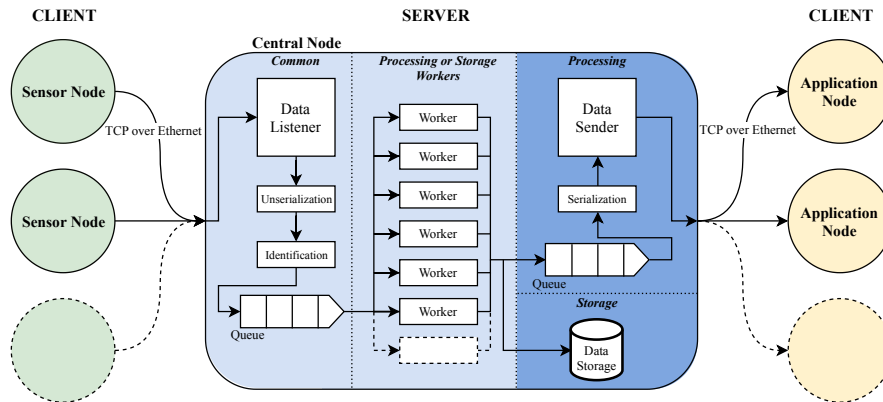 CLIENT
SERVER
CLIENT
Central Node
Common
Processing or Storage
Workers
Processing
Sensor Node
TCP over Ethernet
Data
Listener
Unserialization
Identification
Queue
Sensor Node
Worker
Worker
Worker
Worker
Worker
Worker
Data
Sender
Serialization
Queue
Storage
Data
Storage
Application
Node
TCP over Ethernet
Application
Node